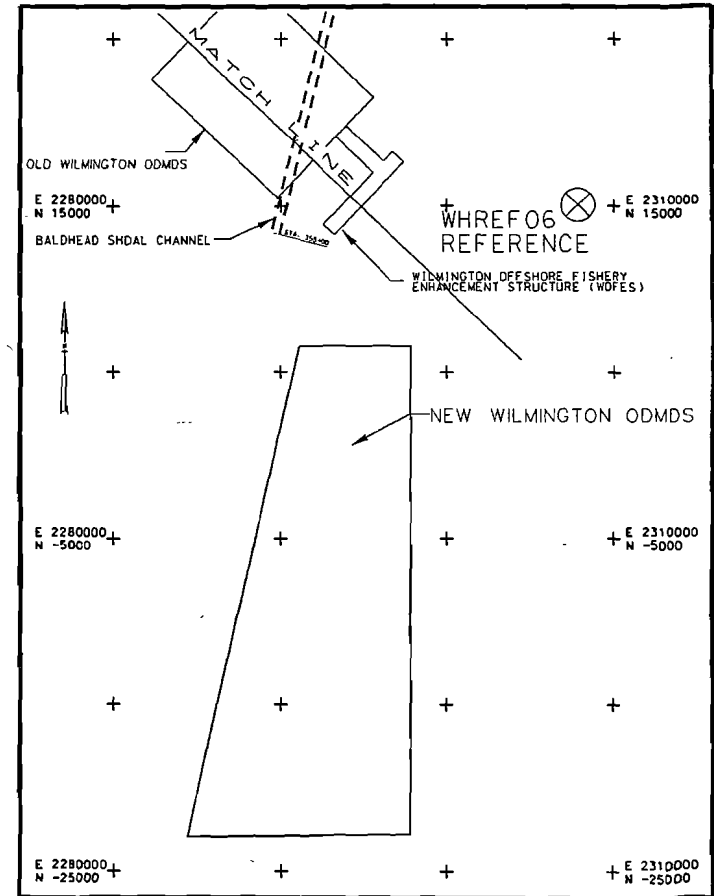 MATCH LINE
OLD WILMINGTON ODMDS
E 2280000
N 15000
E 2310000
N 15000
WHREF06
REFERENCE
BALDHEAD SHOAL CHANNEL
WILMINGTON OFFSHORE FISHERY
ENHANCEMENT STRUCTURE (WOFES)
NEW WILMINGTON ODMDS
E 2280000
N -5000
E 2310000
N -5000
E 2280000
N -25000
E 2310000
N -25000